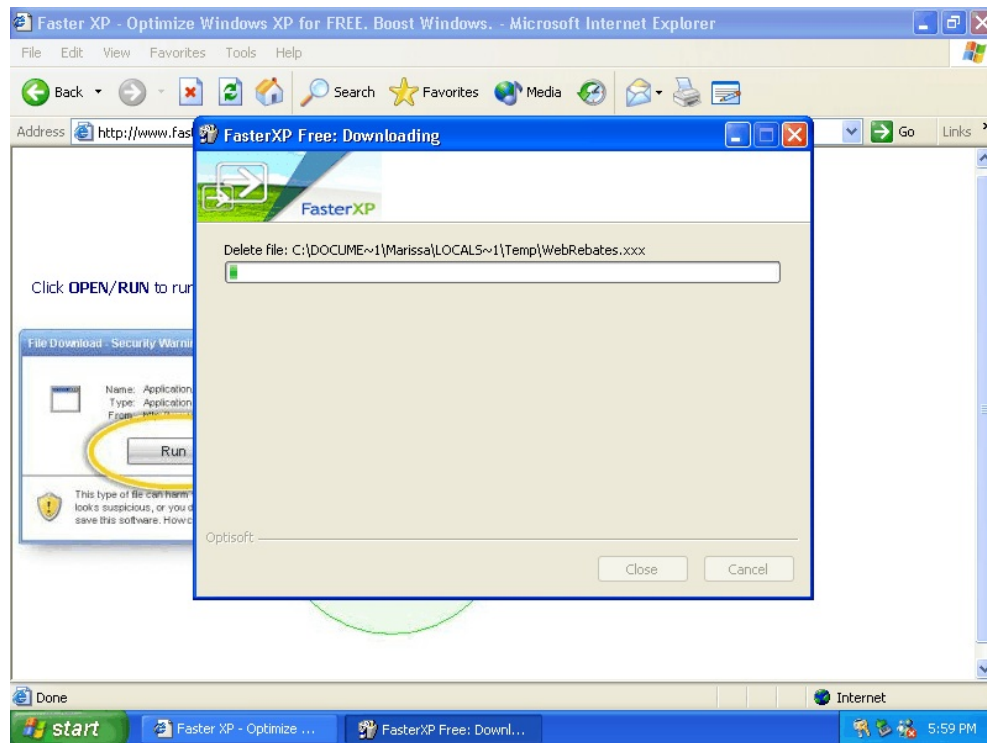 Faster XP - Optimize Windows XP for FREE. Boost Windows. - Microsoft Internet Explorer
File Edit View Favorites Tools Help
Back Search Favorites Media
Address http://www.fas Go Links
FasterXP Free: Downloading
FasterXP
Delete file: C:\DOCUME~1\Marissa\LOCALS~1\Temp\WebRebates.xxx
Click OPEN/RUN to run
File Download - Security Warni
Name: Application
Type: Application
From:
Run
This type of file can harm
looks suspicious, or you d
save this software. How c
Optisoft
Close Cancel
Done Internet
start Faster XP - Optimize ... FasterXP Free: Downl... 5:59 PM